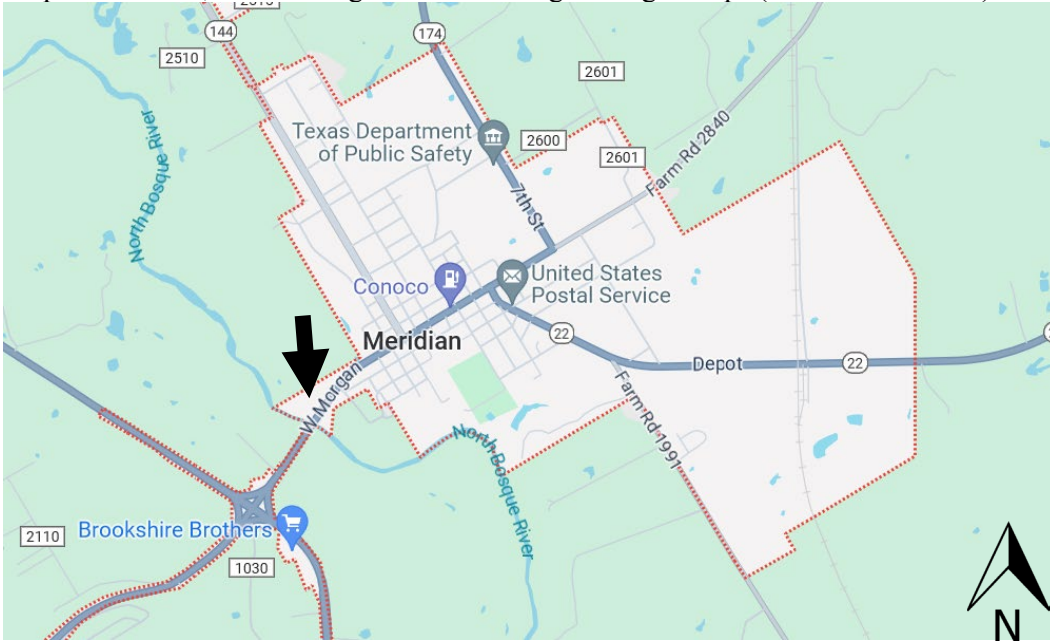 144
2510
174
2601
Texas Department
of Public Safety
2600
2601
Farm Rd 2840
North Bosque River
7th St
Conoco
United States
Postal Service
Meridian
22
Depot
22
W Morgan
Farm Rd 1991
North Bosque River
Brookshire Brothers
2110
1030
N